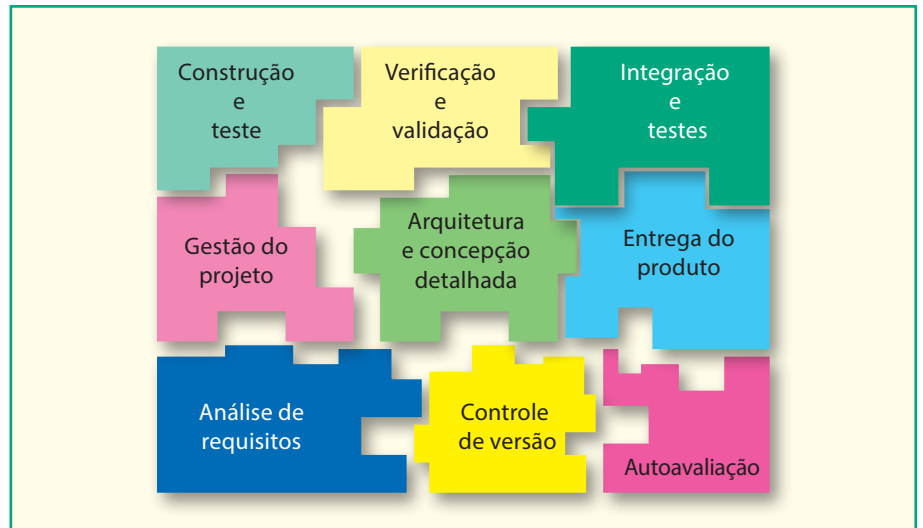 Construção
e
teste
Verificação
e
validação
Integração
e
testes
Gestão do
projeto
Arquitetura
e concepção
detalhada
Entrega do
produto
Análise de
requisitos
Controle
de versão
Autoavaliação